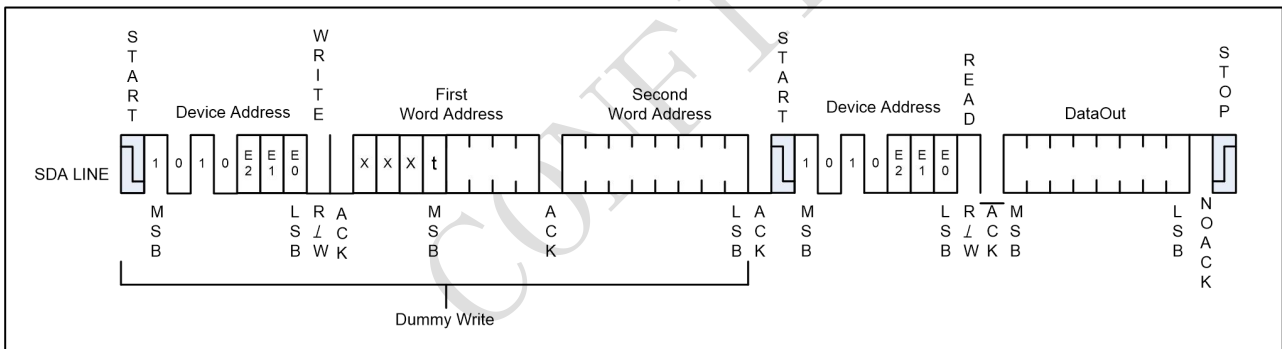 START
WRITE
START
READ
STOP
Device Address
First
Word Address
Second
Word Address
Device Address
DataOut
SDA LINE
1 0 1 0 E2 E1 E0
X X X t
1 0 1 0 E2 E1 E0
MSB
LSB
R/W
ACK
MSB
ACK
LSB
ACK
MSB
LSB
R/W
ACK
MSB
LSB
NOACK
Dummy Write